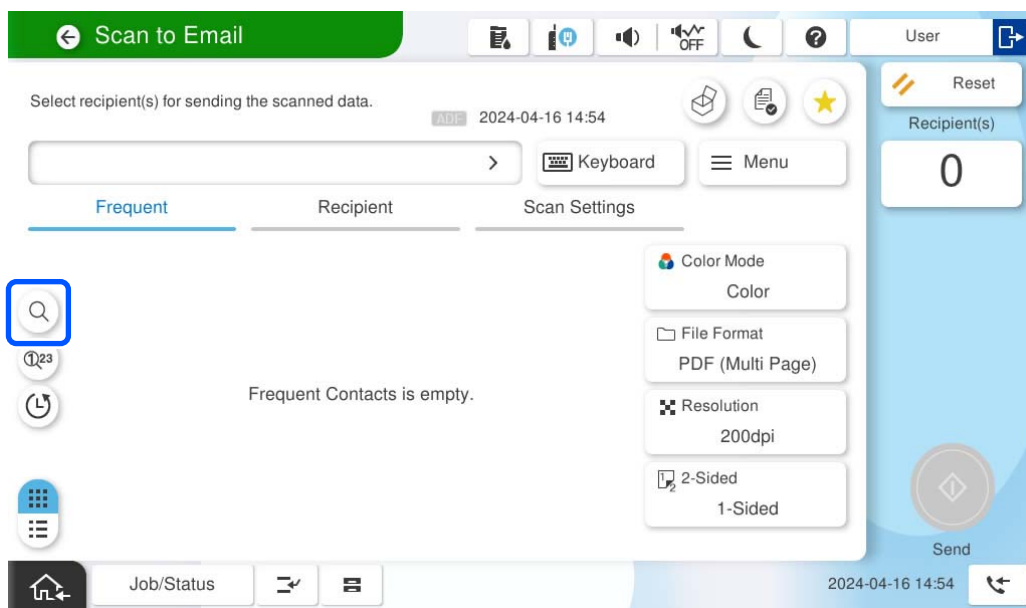 Scan to Email
OFF
User
Select recipient(s) for sending the scanned data.
ADF 2024-04-16 14:54
Reset
Recipient(s)
0
Keyboard
Menu
Frequent
Recipient
Scan Settings
Color Mode
Color
123
File Format
PDF (Multi Page)
Frequent Contacts is empty.
Resolution
200dpi
2-Sided
1-Sided
Send
Job/Status
2024-04-16 14:54